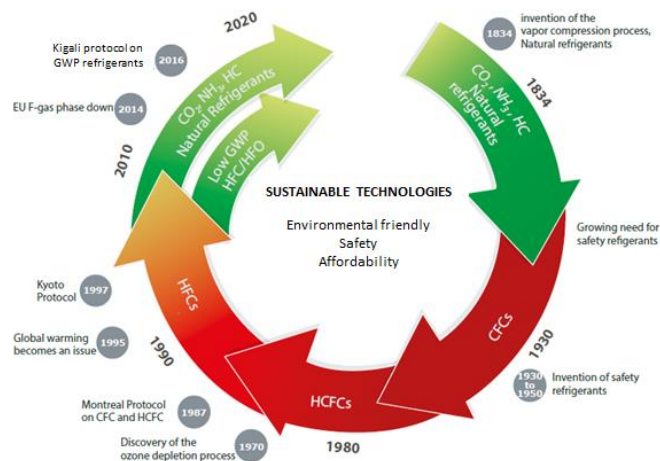 1834
invention of the
vapor compression process,
Natural refrigerants
1834
CO₂, NH₃, HC
Natural
refrigerants
Growing need for
safety refigerants
CFCs
1930
1930
to
1950
Invention of safety
refrigerants
HCFCs
1980
Discovery of the
ozone depletion process
1970
Montreal Protocol
on CFC and HCFC
1987
1990
HFCs
Global warming
becomes an issue
1995
Kyoto
Protocol
1997
2010
EU F-gas phase down
2014
Kigali protocol on
GWP refrigerants
2016
2020
CO₂, NH₃, HC
Natural Refrigerants
Low GWP
HFC/HFO
SUSTAINABLE TECHNOLOGIES
Environmental friendly
Safety
Affordability